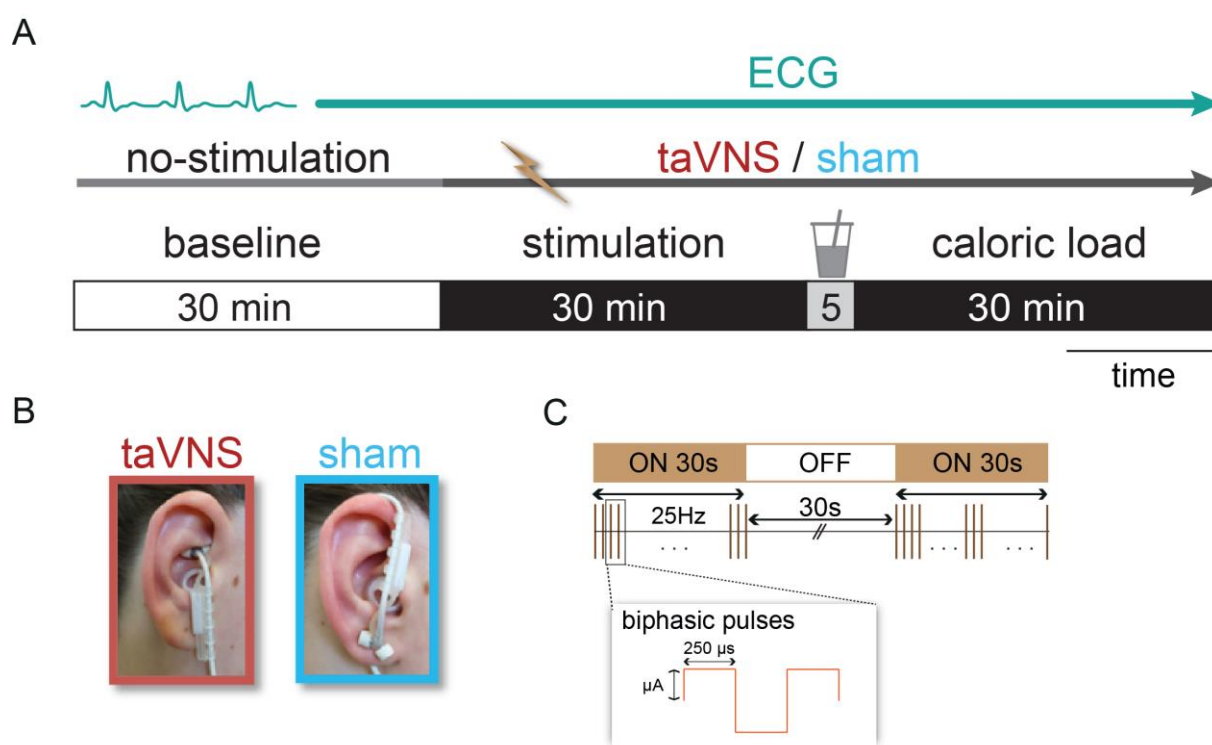 A
ECG
no-stimulation taVNS / sham
baseline stimulation caloric load
30 min 30 min 5 30 min
time
B
taVNS sham
C
ON 30s OFF ON 30s
25Hz 30s
. . . // . . . . . .
biphasic pulses
250 µs
µA